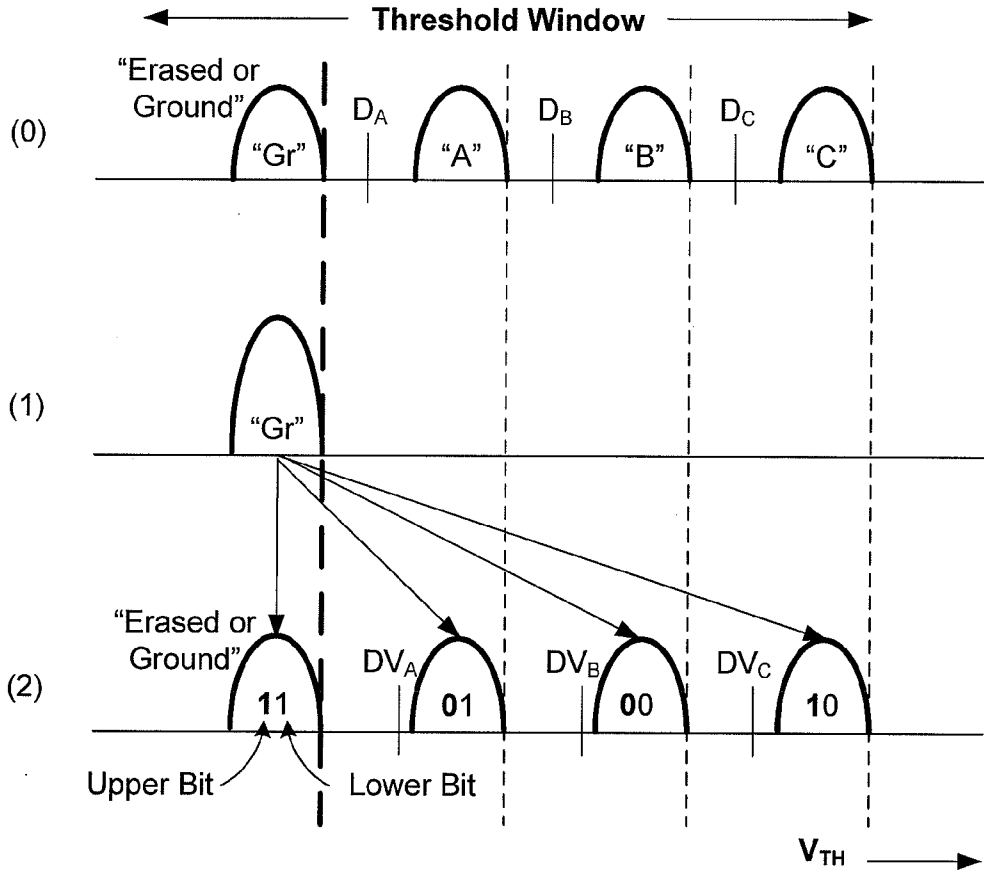 Threshold Window
“Erased or
Ground”
(0)
DA
DB
DC
“Gr”
“A”
“B”
“C”
(1)
“Gr”
“Erased or
Ground”
(2)
DVA
DVB
DVC
11
01
00
10
Upper Bit
Lower Bit
VTH